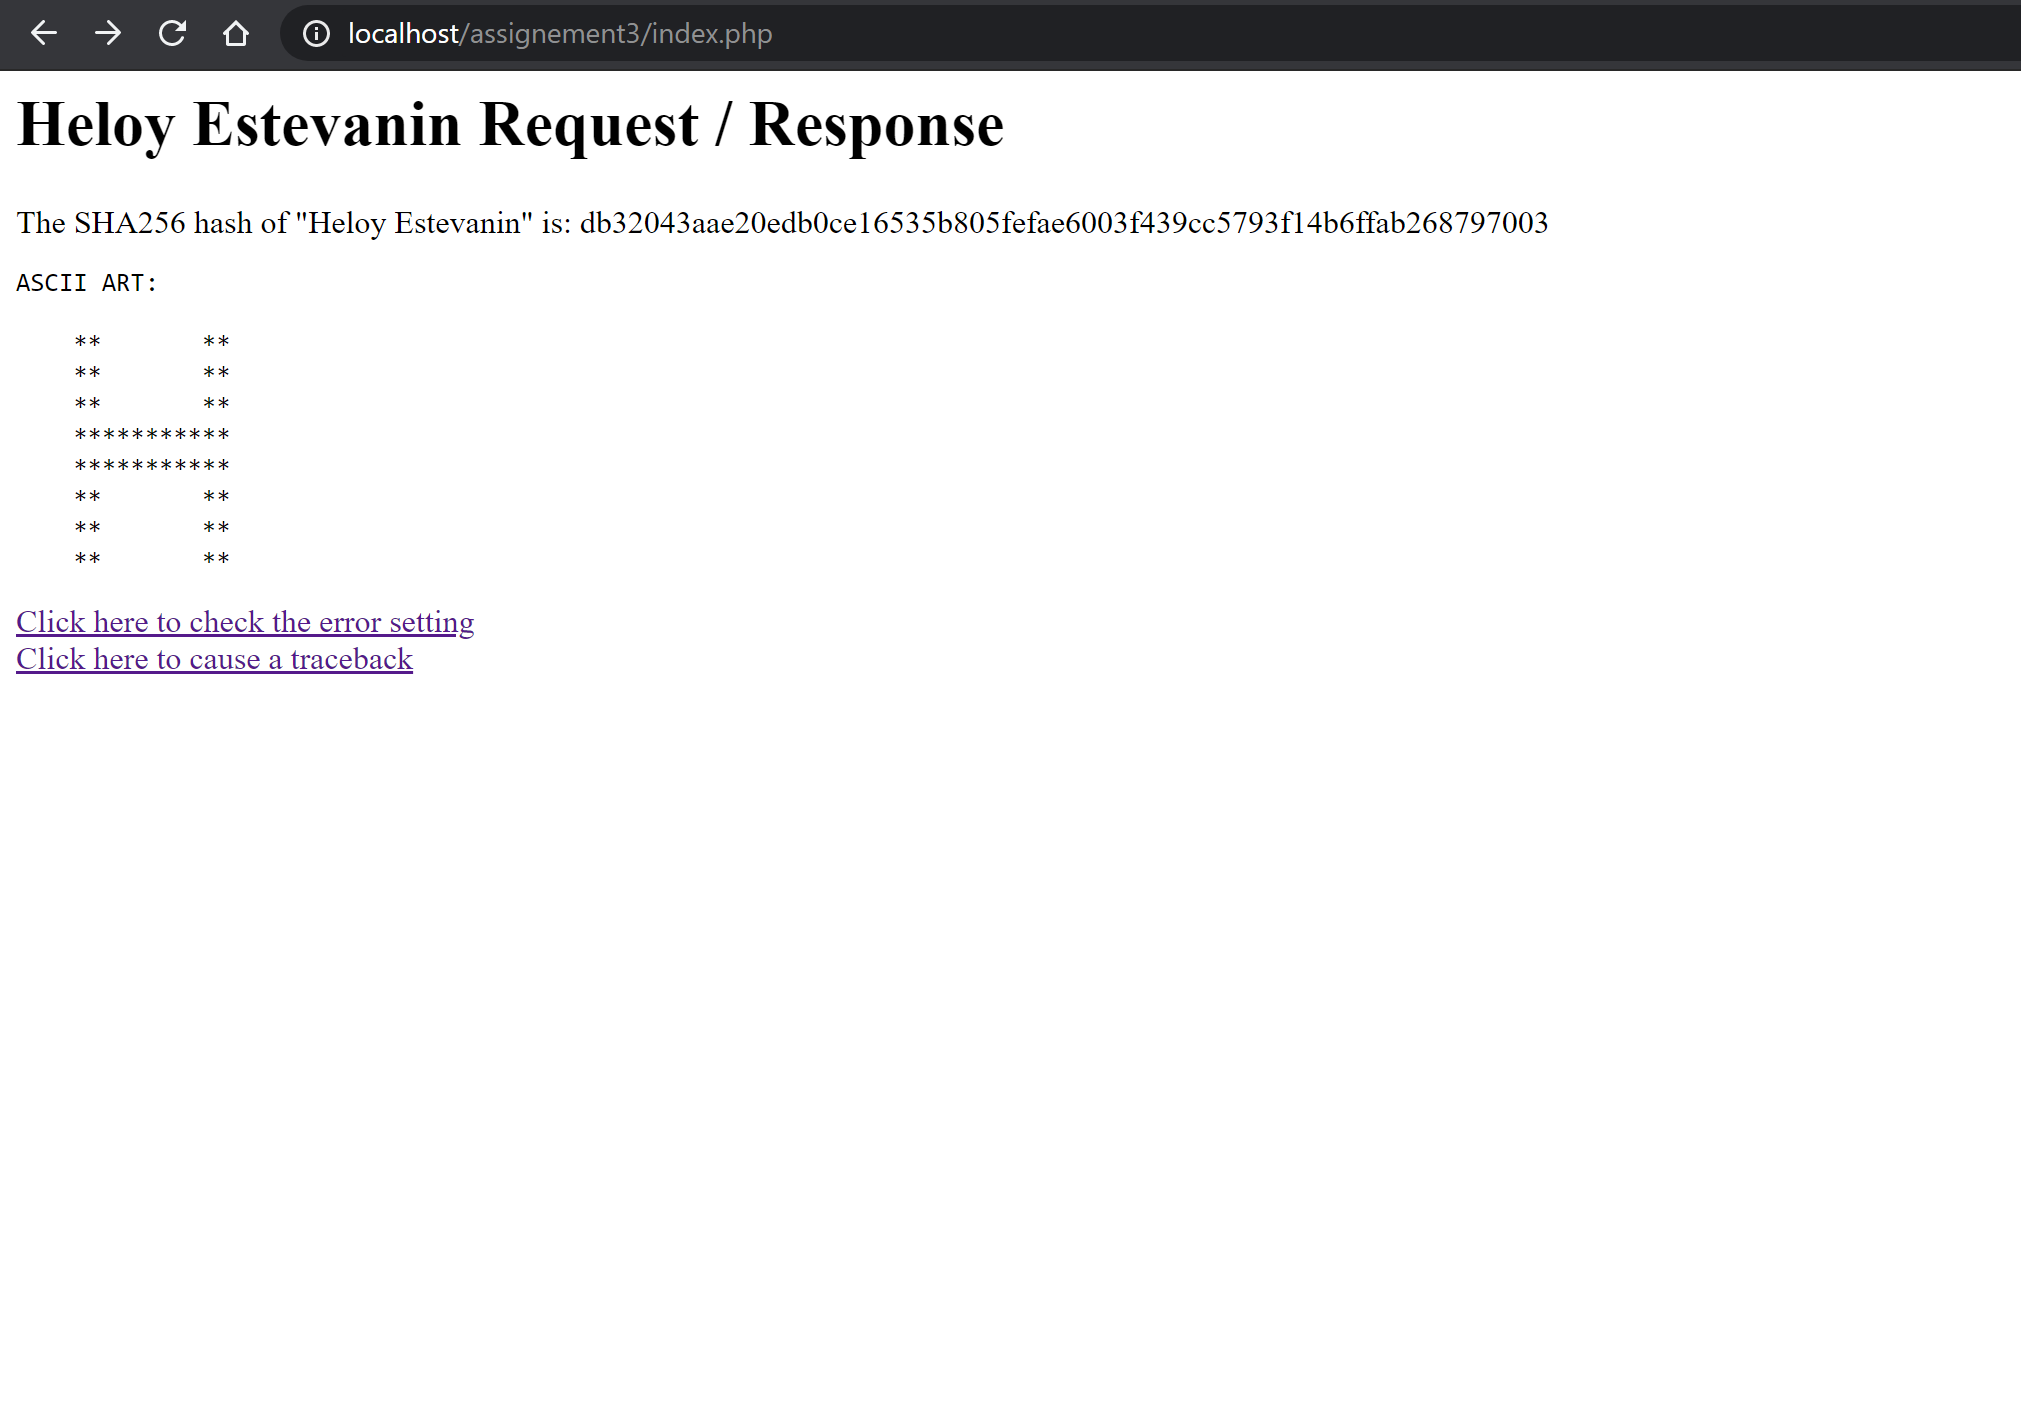 localhost/assignement3/index.php
Heloy Estevanin Request / Response
The SHA256 hash of "Heloy Estevanin" is: db32043aae20edb0ce16535b805fefae6003f439cc5793f14b6ffab268797003
ASCII ART:
    **       **
    **       **
    **       **
    ***********
    ***********
    **       **
    **       **
    **       **
Click here to check the error setting
Click here to cause a traceback